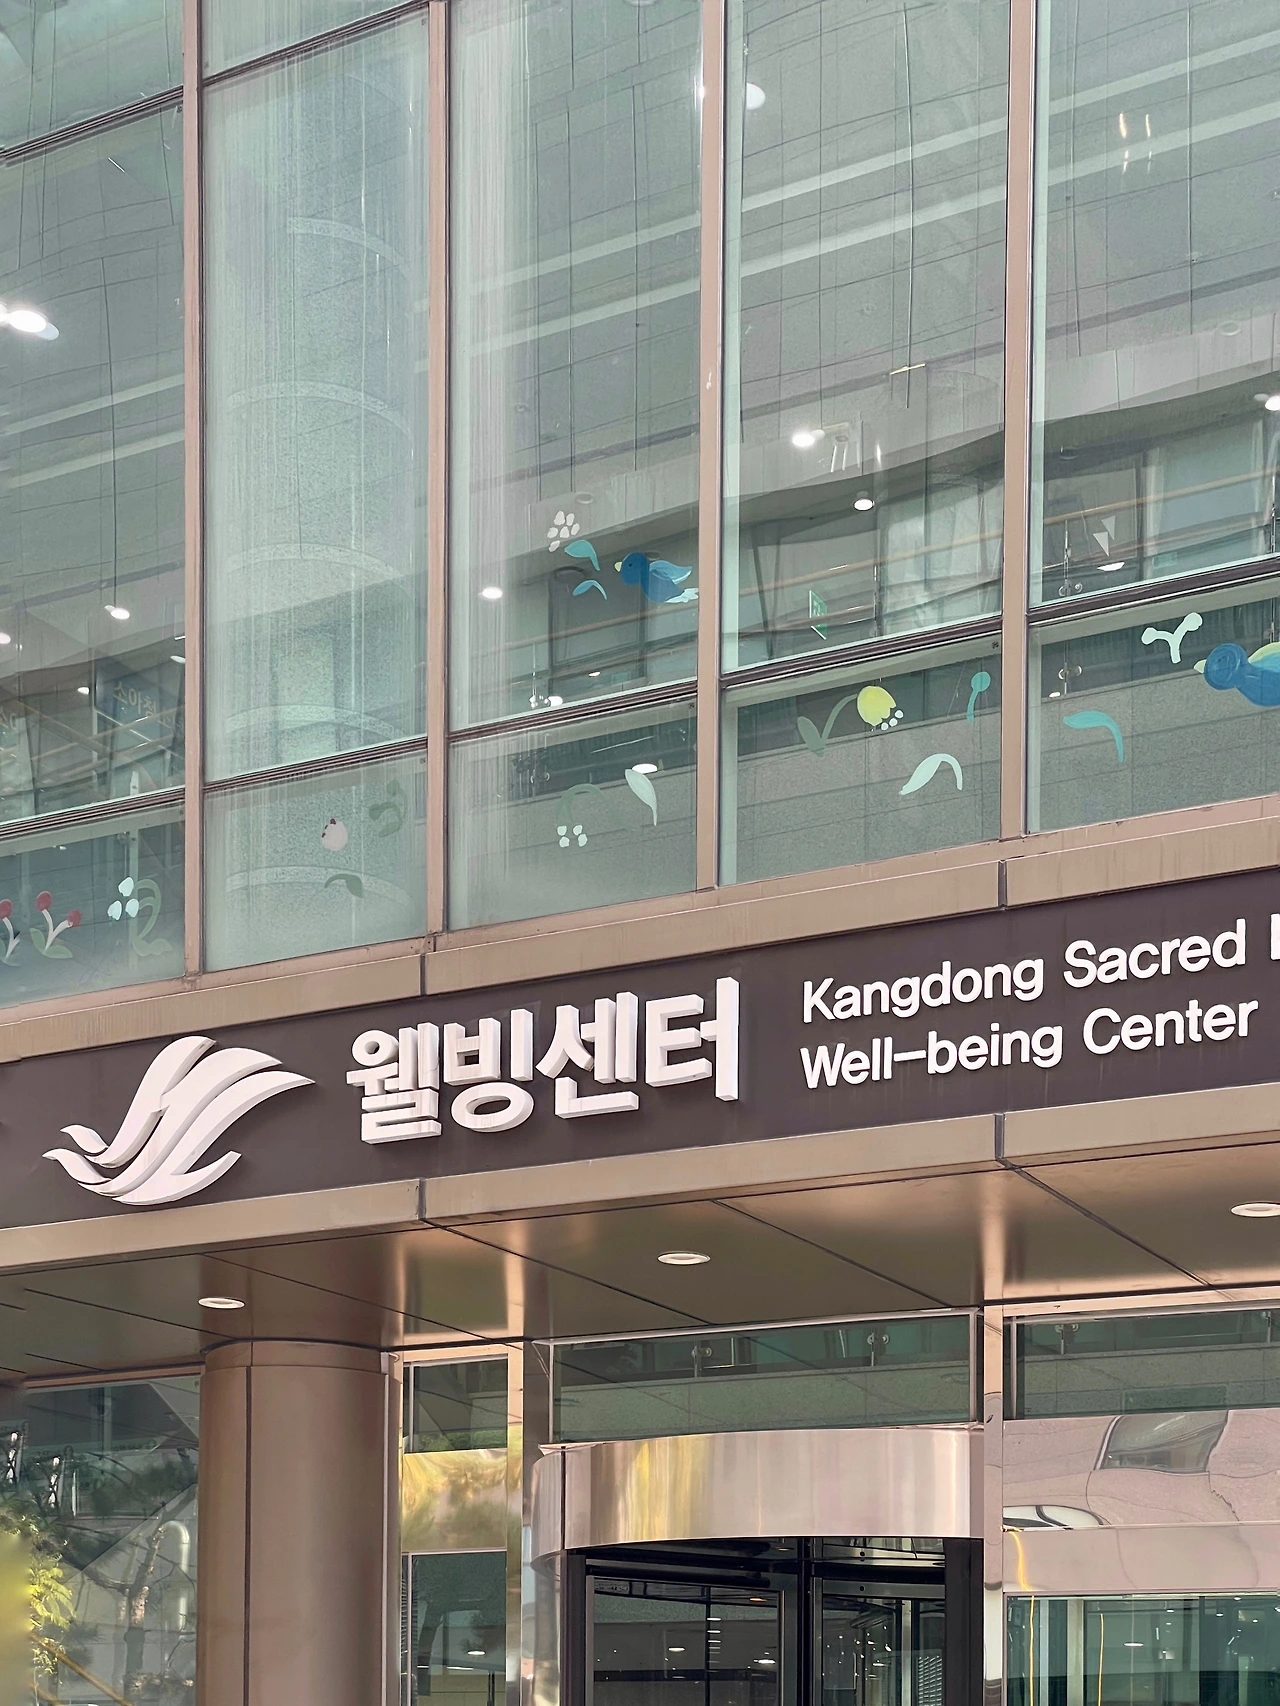 웰빙센터
Kangdong Sacred
Well-being Center